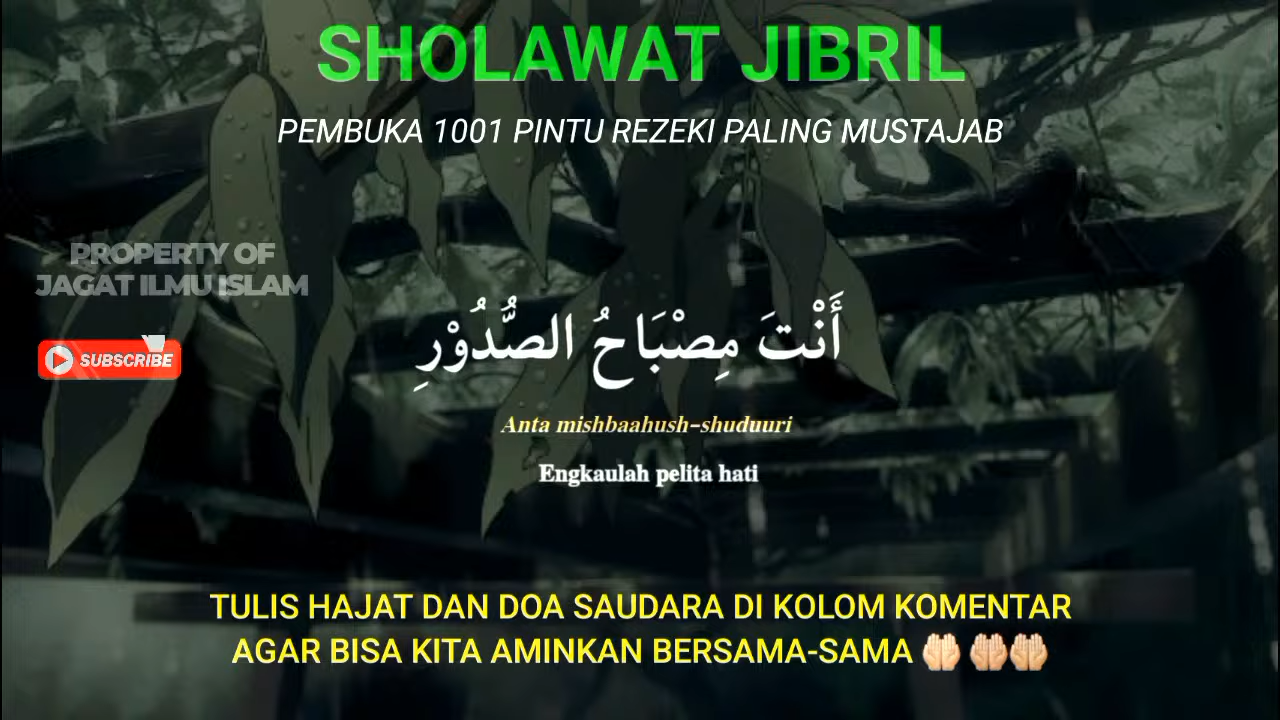 SHOLAWAT JIBRIL
PEMBUKA 1001 PINTU REZEKI PALING MUSTAJAB
PROPERTY OF
JAGAT ILMU ISLAM
SUBSCRIBE
أَنْتَ مِصْبَاحُ الصُّدُوْرِ
Anta mishbaahush-shuduuri
Engkaulah pelita hati
TULIS HAJAT DAN DOA SAUDARA DI KOLOM KOMENTAR
AGAR BISA KITA AMINKAN BERSAMA-SAMA 🤲🏻 🤲🏻🤲🏻